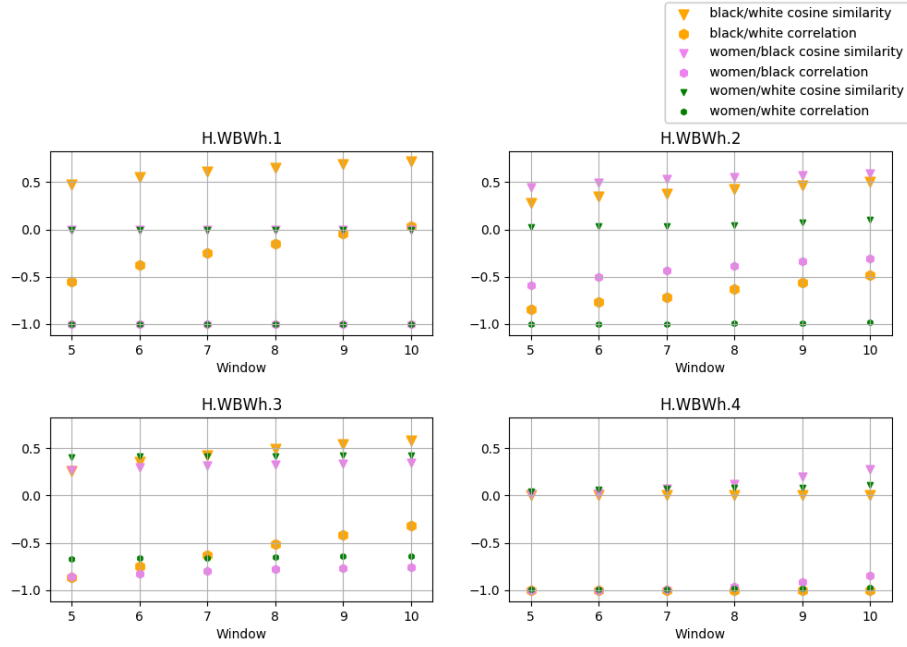 black/white cosine similarity
black/white correlation
women/black cosine similarity
women/black correlation
women/white cosine similarity
women/white correlation
H.WBWh.1
0.5
0.0
−0.5
−1.0
5 6 7 8 9 10
Window
H.WBWh.2
0.5
0.0
−0.5
−1.0
5 6 7 8 9 10
Window
H.WBWh.3
0.5
0.0
−0.5
−1.0
5 6 7 8 9 10
Window
H.WBWh.4
0.5
0.0
−0.5
−1.0
5 6 7 8 9 10
Window